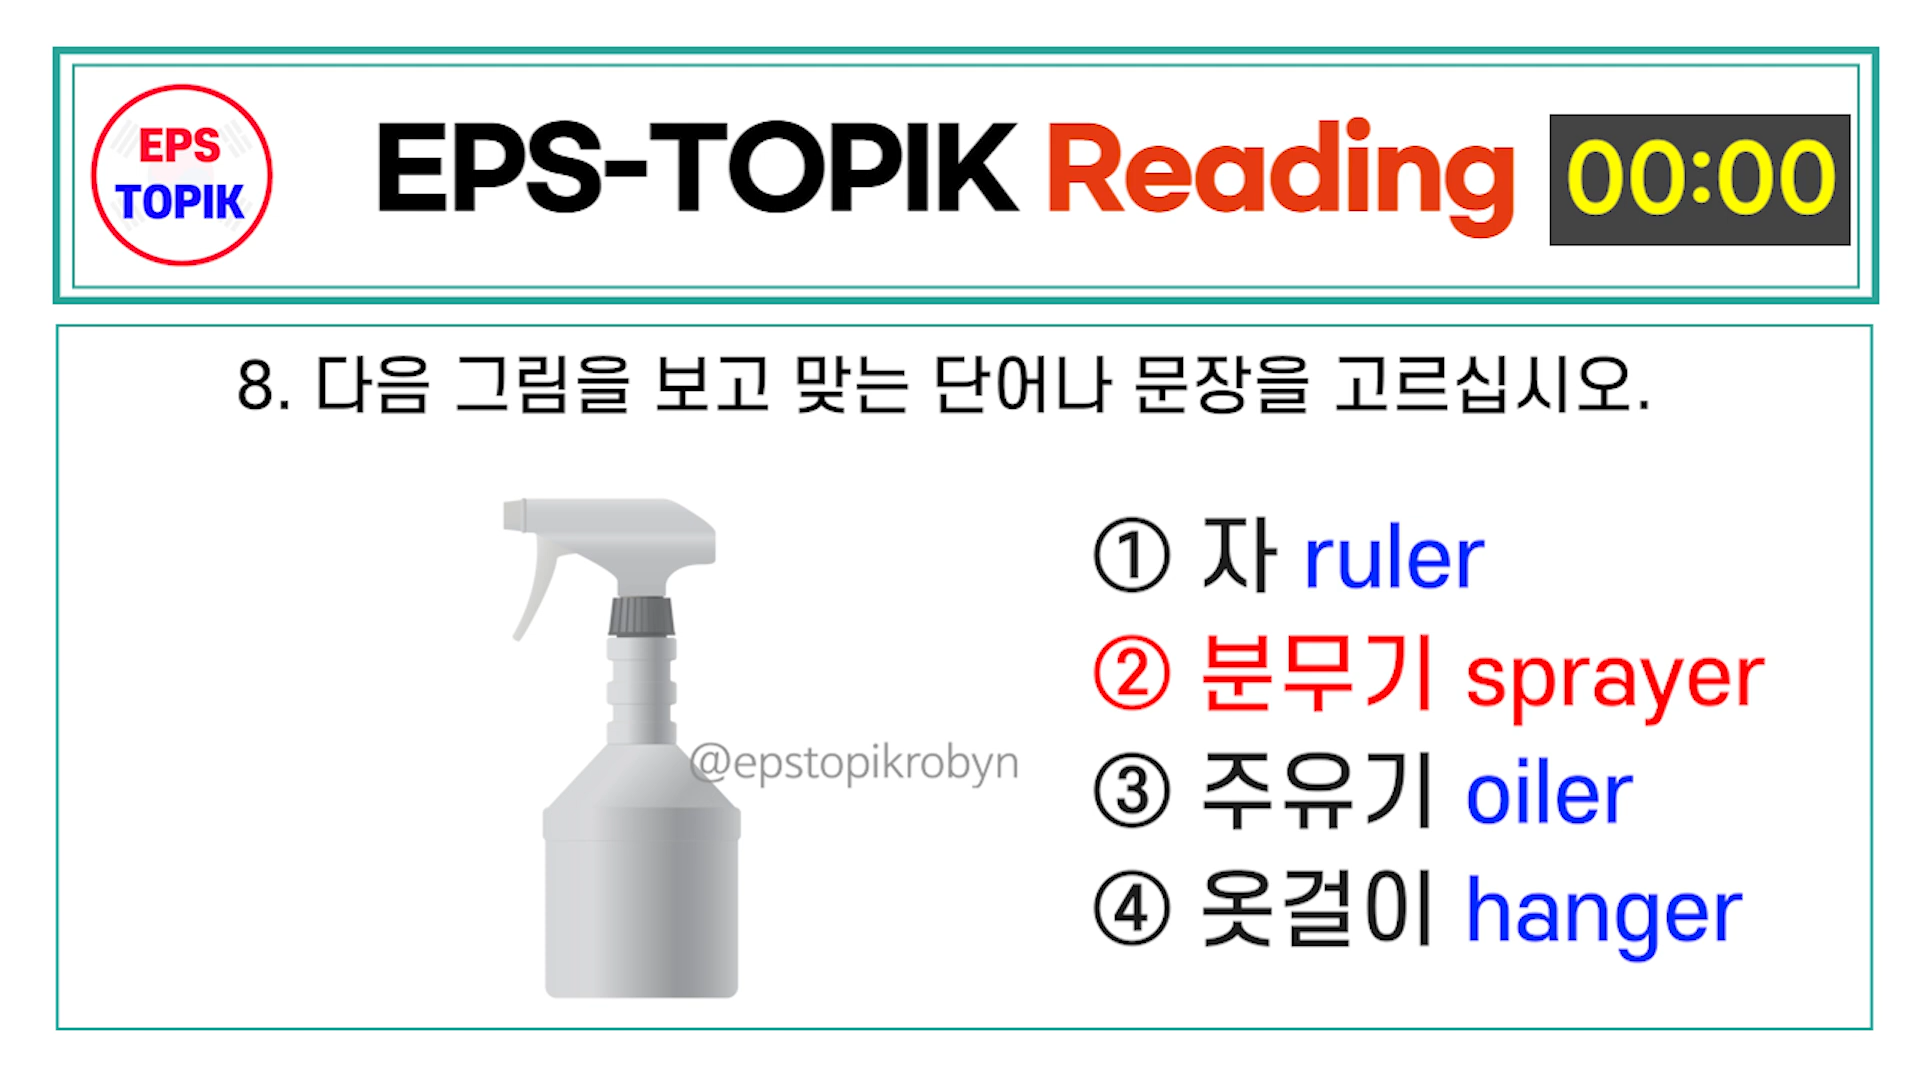 EPS
TOPIK
EPS-TOPIK Reading
00:00
8. 다음 그림을 보고 맞는 단어나 문장을 고르십시오.
① 자 ruler
② 분무기 sprayer
@epstopikrobyn
③ 주유기 oiler
④ 옷걸이 hanger